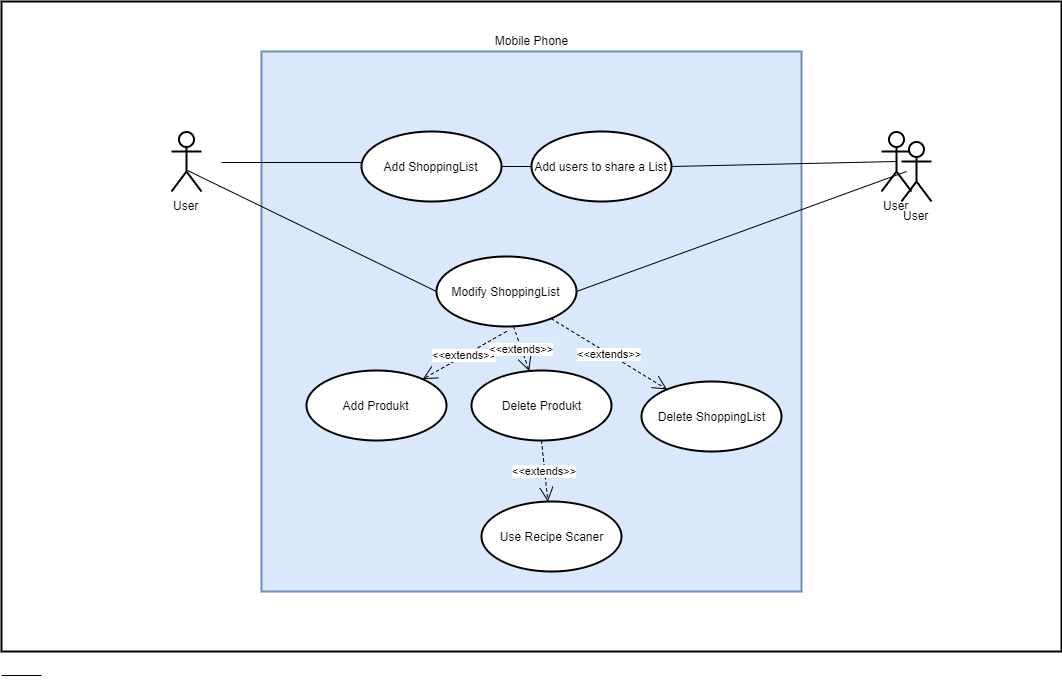 Mobile Phone
Add ShoppingList
Add users to share a List
User
User
User
Modify ShoppingList
<<extends>>
<<extends>>
<<extends>>
Add Produkt
Delete Produkt
Delete ShoppingList
<<extends>>
Use Recipe Scaner